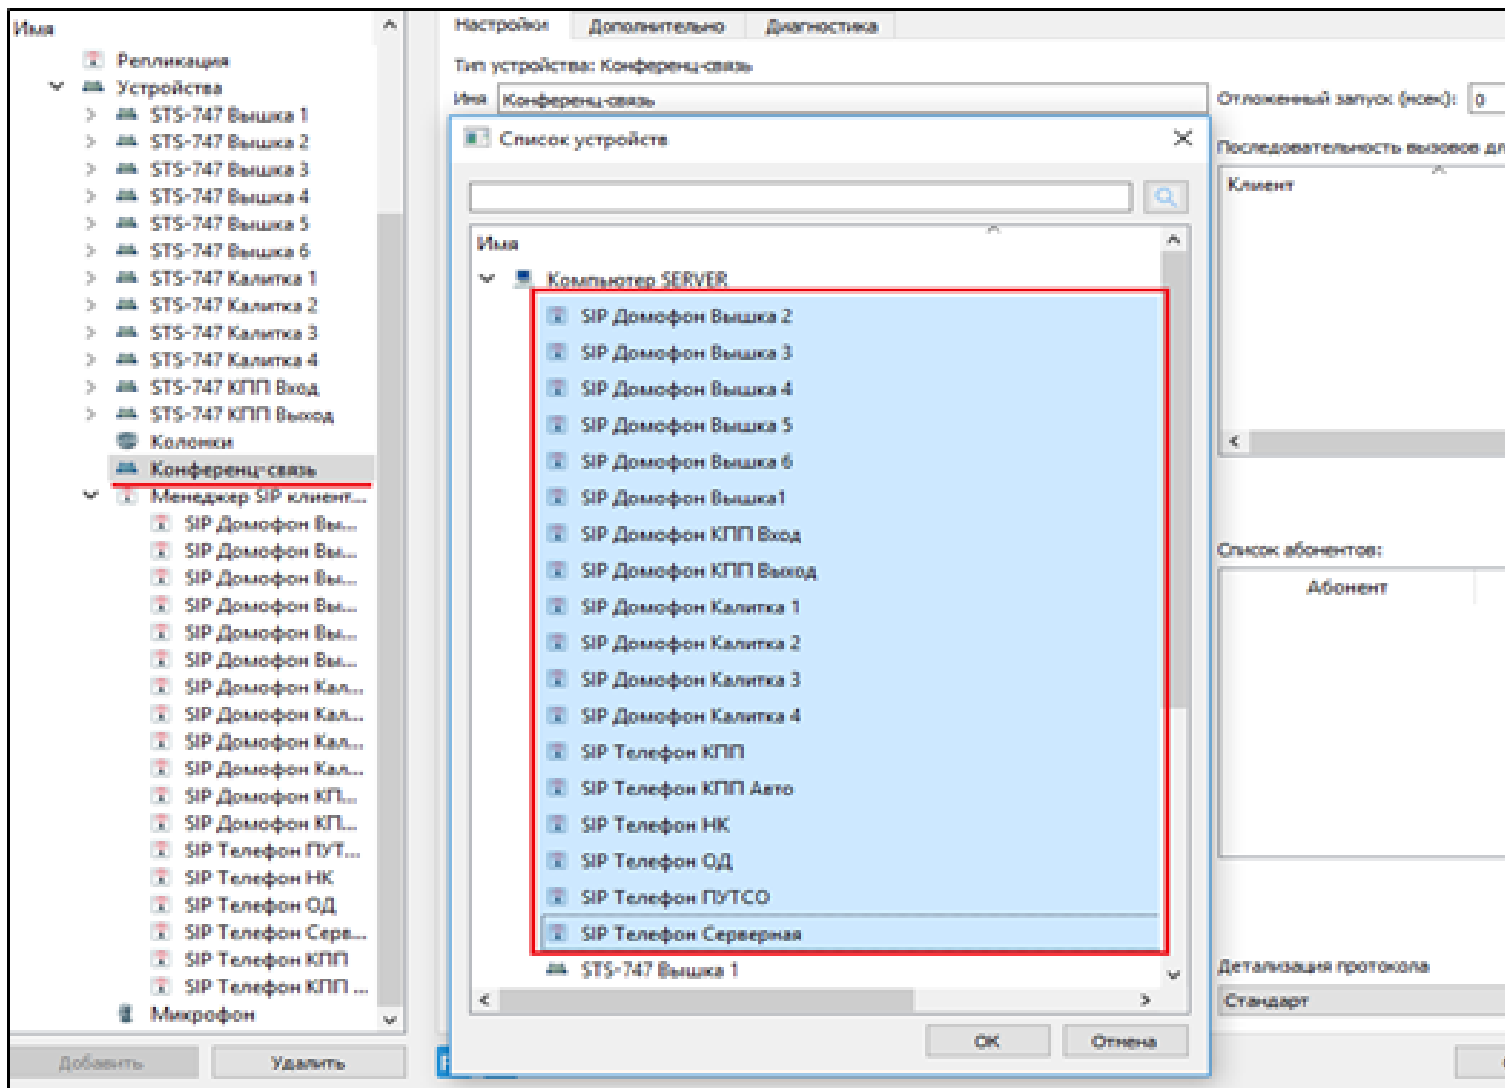 Имя
Репликация
Устройства
STS-747 Вышка 1
STS-747 Вышка 2
STS-747 Вышка 3
STS-747 Вышка 4
STS-747 Вышка 5
STS-747 Вышка 6
STS-747 Калитка 1
STS-747 Калитка 2
STS-747 Калитка 3
STS-747 Калитка 4
STS-747 КПП Вход
STS-747 КПП Выход
Колонки
Конференц-связь
Менеджер SIP клиент...
SIP Домофон Вы...
SIP Домофон Вы...
SIP Домофон Вы...
SIP Домофон Вы...
SIP Домофон Вы...
SIP Домофон Вы...
SIP Домофон Кал...
SIP Домофон Кал...
SIP Домофон Кал...
SIP Домофон Кал...
SIP Домофон КП...
SIP Домофон КП...
SIP Телефон ПУТ...
SIP Телефон НК
SIP Телефон ОД
SIP Телефон Серв...
SIP Телефон КПП
SIP Телефон КПП ...
Микрофон
Добавить Удалить
Настройки Дополнительно Диагностика
Тип устройства: Конференц-связь
Имя Конференц-связь
Отложенный запуск (мсек): 0
Список устройств
Имя
Компьютер SERVER
SIP Домофон Вышка 2
SIP Домофон Вышка 3
SIP Домофон Вышка 4
SIP Домофон Вышка 5
SIP Домофон Вышка 6
SIP Домофон Вышка1
SIP Домофон КПП Вход
SIP Домофон КПП Выход
SIP Домофон Калитка 1
SIP Домофон Калитка 2
SIP Домофон Калитка 3
SIP Домофон Калитка 4
SIP Телефон КПП
SIP Телефон КПП Авто
SIP Телефон НК
SIP Телефон ОД
SIP Телефон ПУТСО
SIP Телефон Серверная
STS-747 Вышка 1
ОК Отмена
Последовательность вызовов дл
Клиент
Список абонентов:
Абонент
Детализация протокола
Стандарт